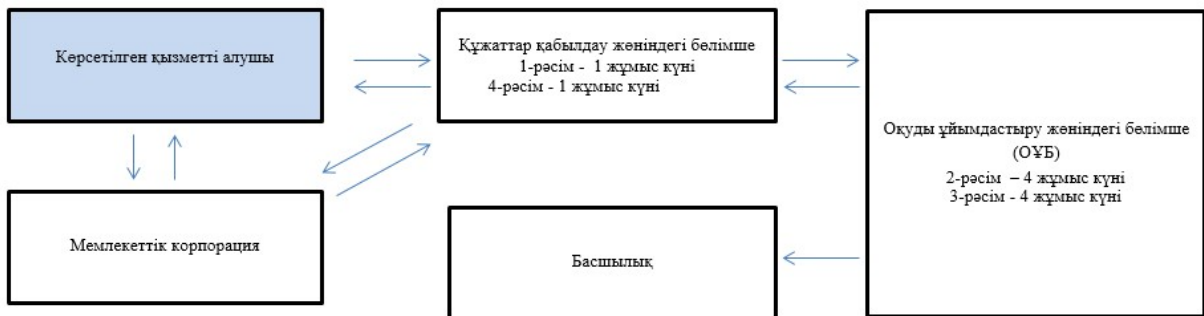 Көрсетілген қызметті алушы
Құжаттар қабылдау жөніндегі бөлімше
1-рәсім - 1 жұмыс күні
4-рәсім - 1 жұмыс күні
Оқуды ұйымдастыру жөніндегі бөлімше
(ОҰБ)
2-рәсім – 4 жұмыс күні
3-рәсім - 4 жұмыс күні
Мемлекеттік корпорация
Басшылық